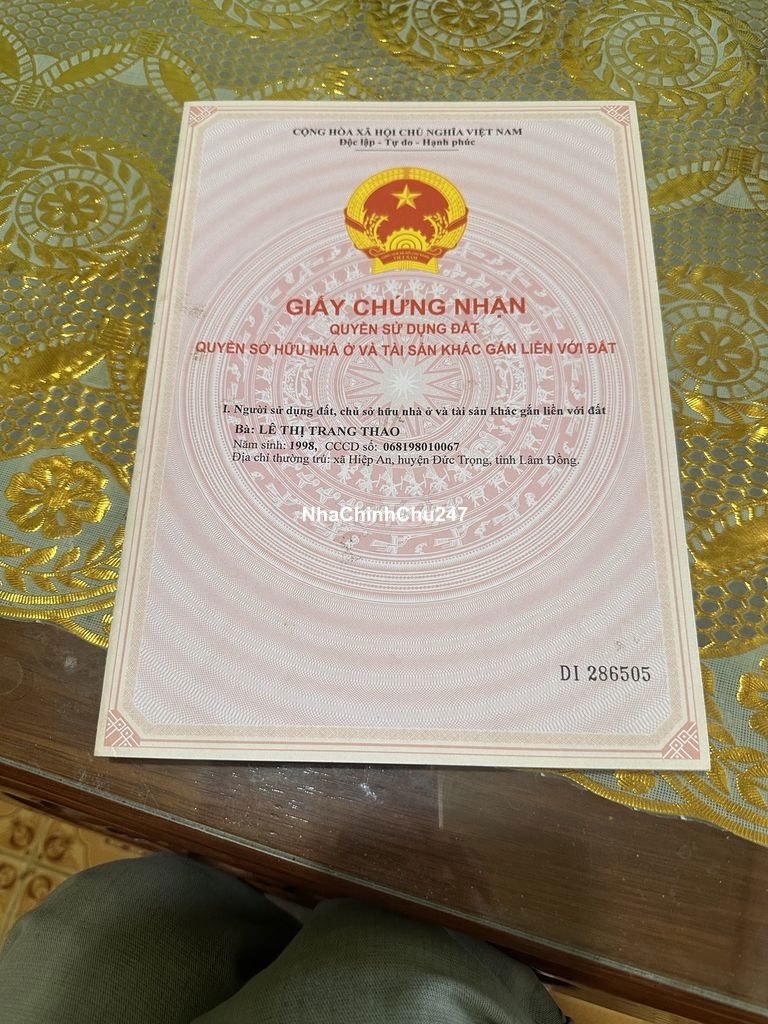 CỘNG HÒA XÃ HỘI CHỦ NGHĨA VIỆT NAM
Độc lập - Tự do - Hạnh phúc
VIỆT NAM
GIẤY CHỨNG NHẬN
QUYỀN SỬ DỤNG ĐẤT
QUYỀN SỞ HỮU NHÀ Ở VÀ TÀI SẢN KHÁC GẮN LIỀN VỚI ĐẤT
I. Người sử dụng đất, chủ sở hữu nhà ở và tài sản khác gắn liền với đất
Bà: LÊ THỊ TRANG THẢO
Năm sinh: 1998, CCCD số: 068198010067
Địa chỉ thường trú: xã Hiệp An, huyện Đức Trọng, tỉnh Lâm Đồng.
NhaChinhChu247
DI 286505